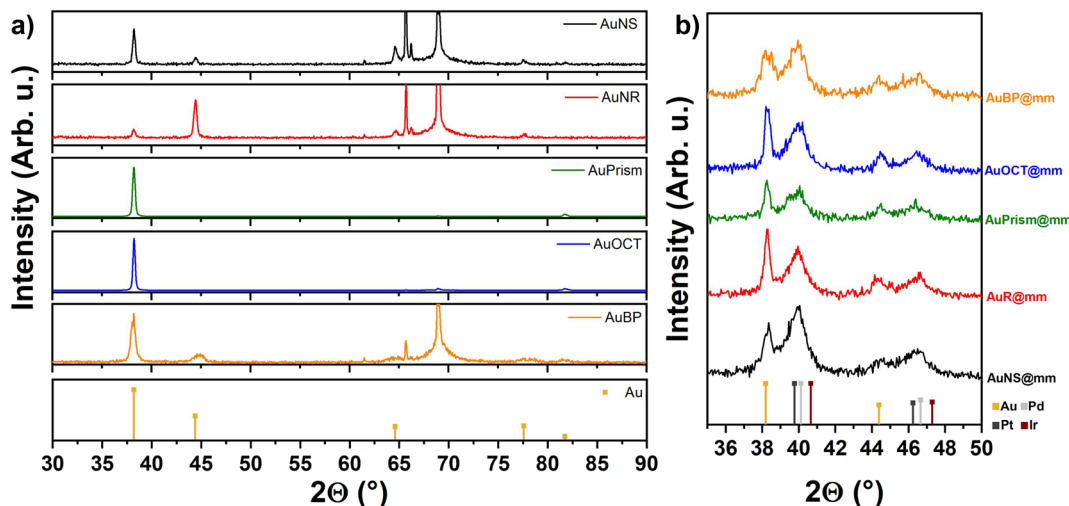 a)
AuNS
AuNR
AuPrism
AuOCT
AuBP
Au
Intensity (Arb. u.)
30 35 40 45 50 55 60 65 70 75 80 85 90
2Θ (°)
b)
AuBP@mm
AuOCT@mm
AuPrism@mm
AuR@mm
AuNS@mm
Au Pd
Pt Ir
Intensity (Arb. u.)
36 38 40 42 44 46 48 50
2Θ (°)